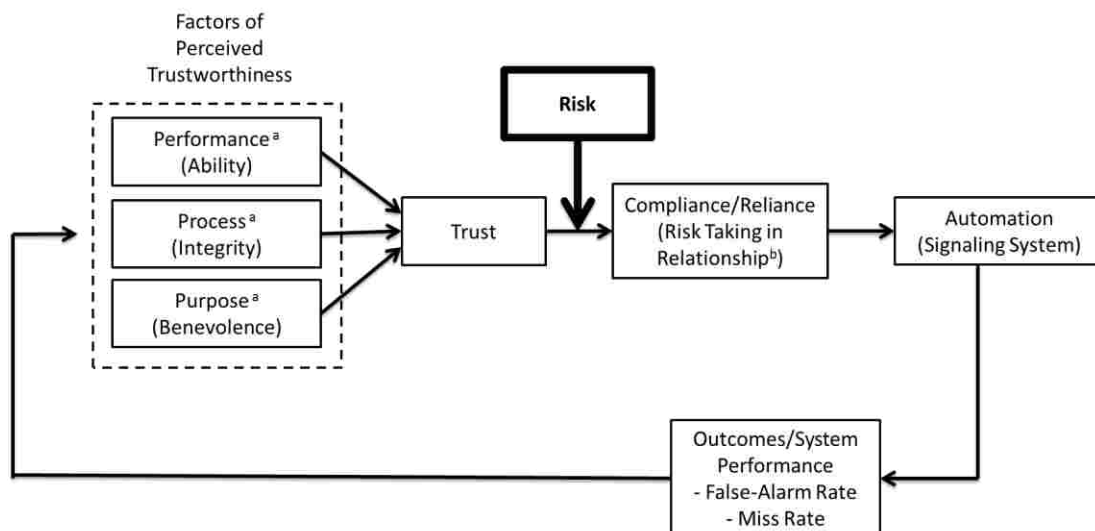 Factors of
Perceived
Trustworthiness
Performance ᵃ
(Ability)
Process ᵃ
(Integrity)
Purpose ᵃ
(Benevolence)
Trust
Risk
Compliance/Reliance
(Risk Taking in
Relationshipᵇ)
Automation
(Signaling System)
Outcomes/System
Performance
- False-Alarm Rate
- Miss Rate